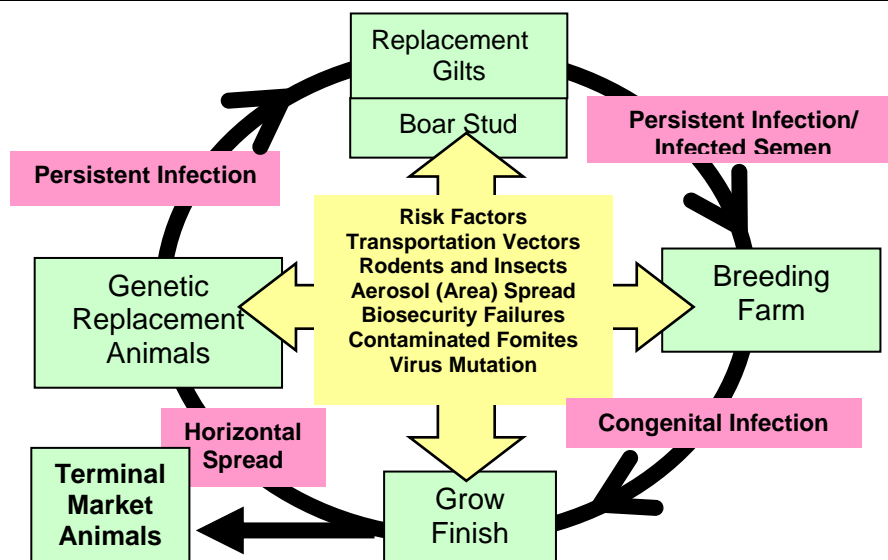 Replacement
Gilts
Boar Stud
Persistent Infection/
Infected Semen
Persistent Infection
Risk Factors
Transportation Vectors
Rodents and Insects
Aerosol (Area) Spread
Biosecurity Failures
Contaminated Fomites
Virus Mutation
Genetic
Replacement
Animals
Breeding
Farm
Congenital Infection
Horizontal
Spread
Terminal
Market
Animals
Grow
Finish